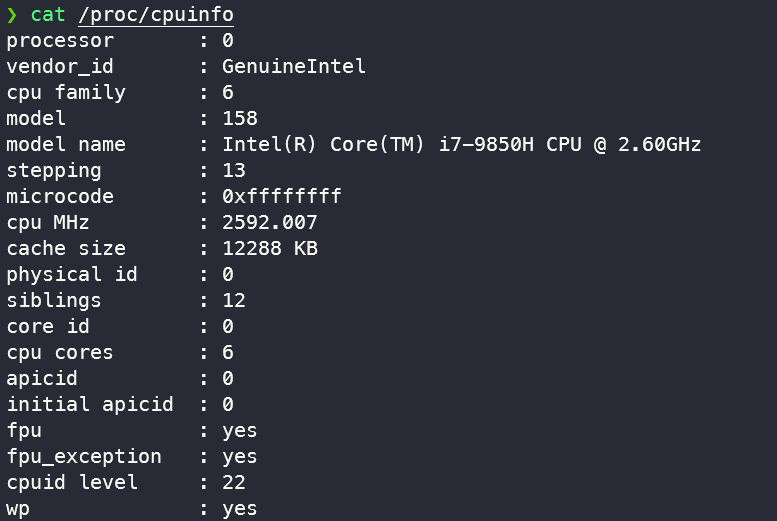 ❯ cat /proc/cpuinfo
processor : 0
vendor_id : GenuineIntel
cpu family : 6
model : 158
model name : Intel(R) Core(TM) i7-9850H CPU @ 2.60GHz
stepping : 13
microcode : 0xffffffff
cpu MHz : 2592.007
cache size : 12288 KB
physical id : 0
siblings : 12
core id : 0
cpu cores : 6
apicid : 0
initial apicid : 0
fpu : yes
fpu_exception : yes
cpuid level : 22
wp : yes